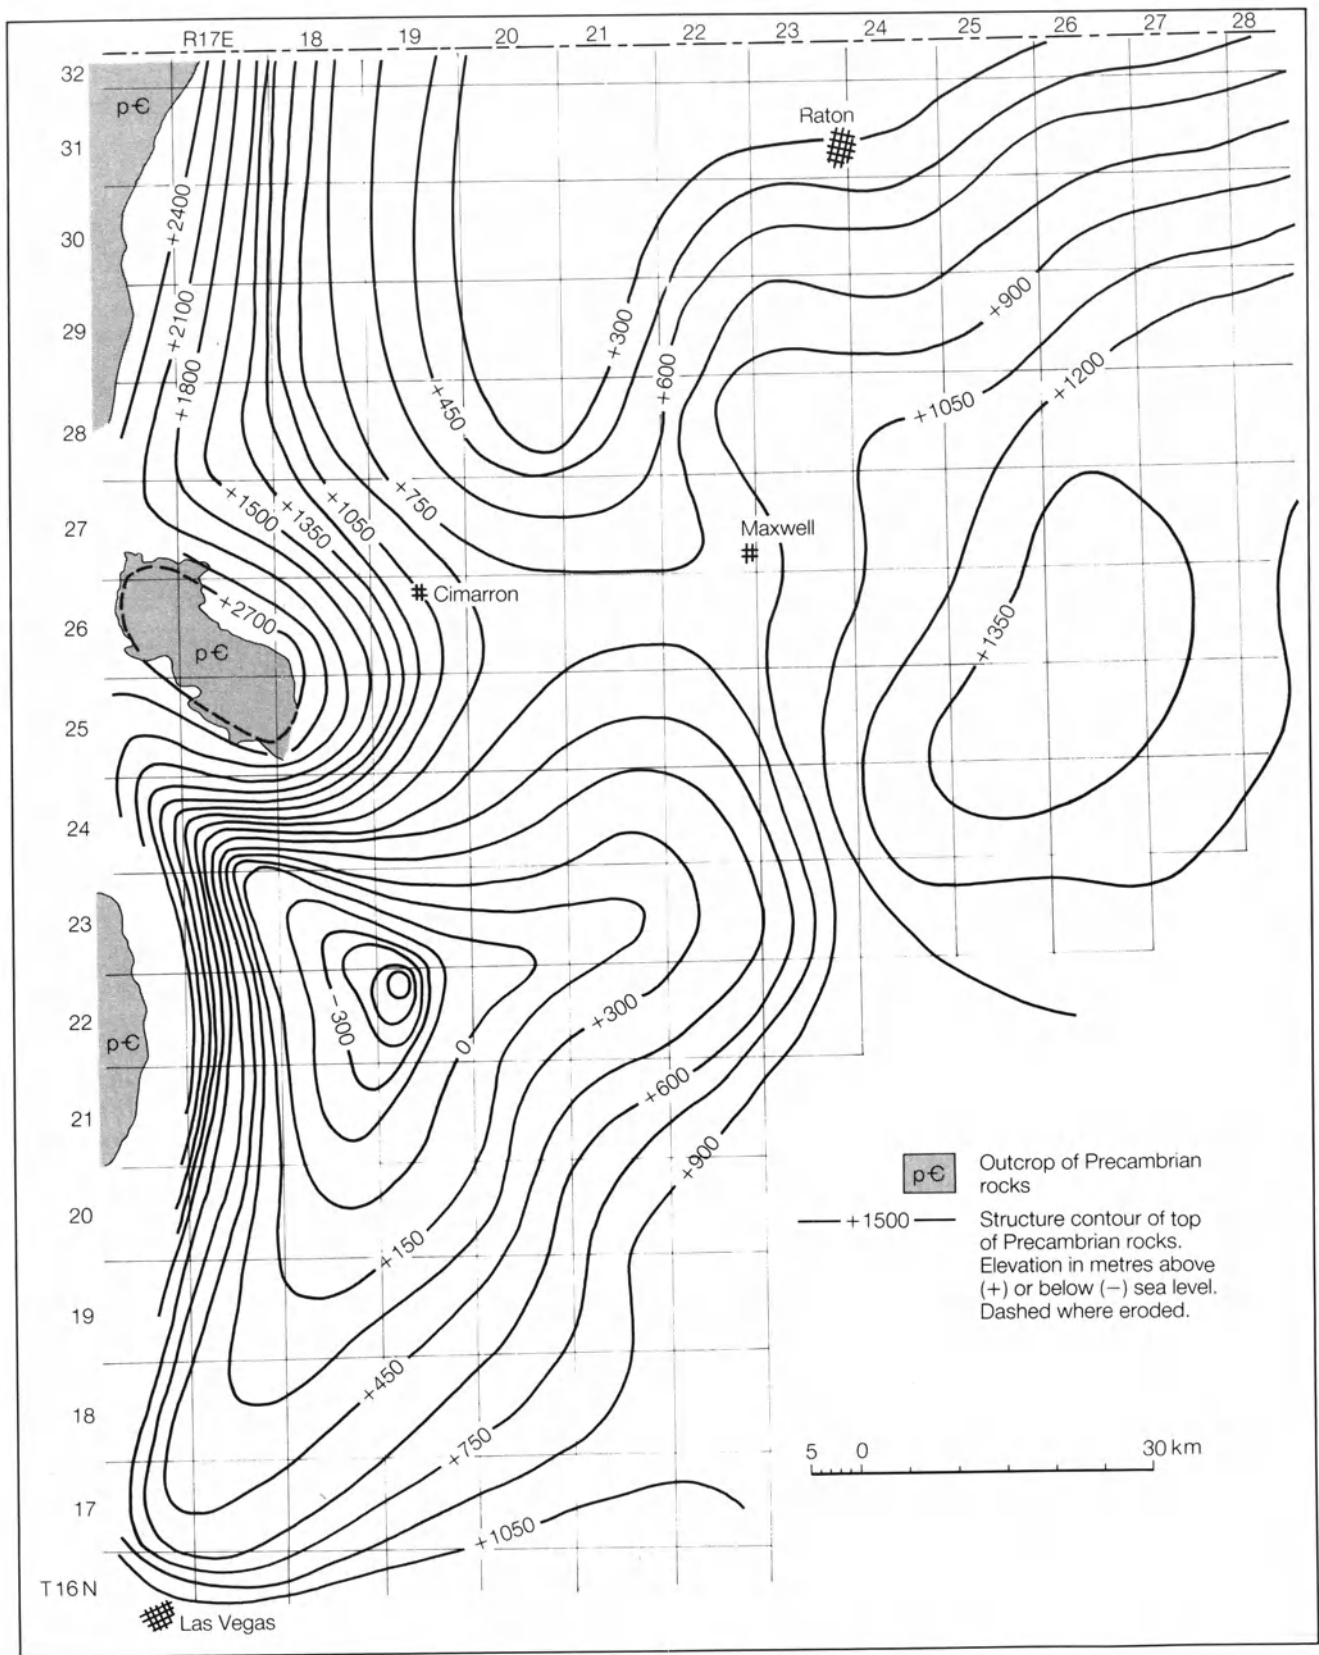 R17E 18 19 20 21 22 23 24 25 26 27 28
32
p-Є
31
Raton
30
+2400
+2100
+300
+900
29
+1800
+600
+1200
+450
+1050
28
+750
+1500
+1350
+1050
27
Maxwell
Cimarron
+2700
26
p-Є
+1350
25
24
23
22
p-Є
-300
0
+300
+600
21
+900
p-Є
Outcrop of Precambrian
rocks
20
+150
+1500
Structure contour of top
of Precambrian rocks.
Elevation in metres above
(+) or below (−) sea level.
Dashed where eroded.
19
+450
18
+750
5 0 30 km
17
+1050
T16N
Las Vegas